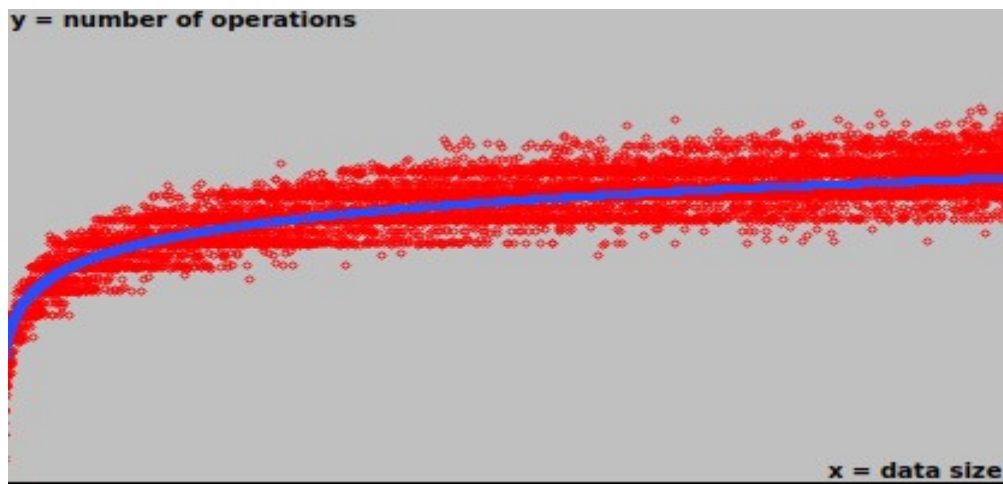 y = number of operations
x = data size